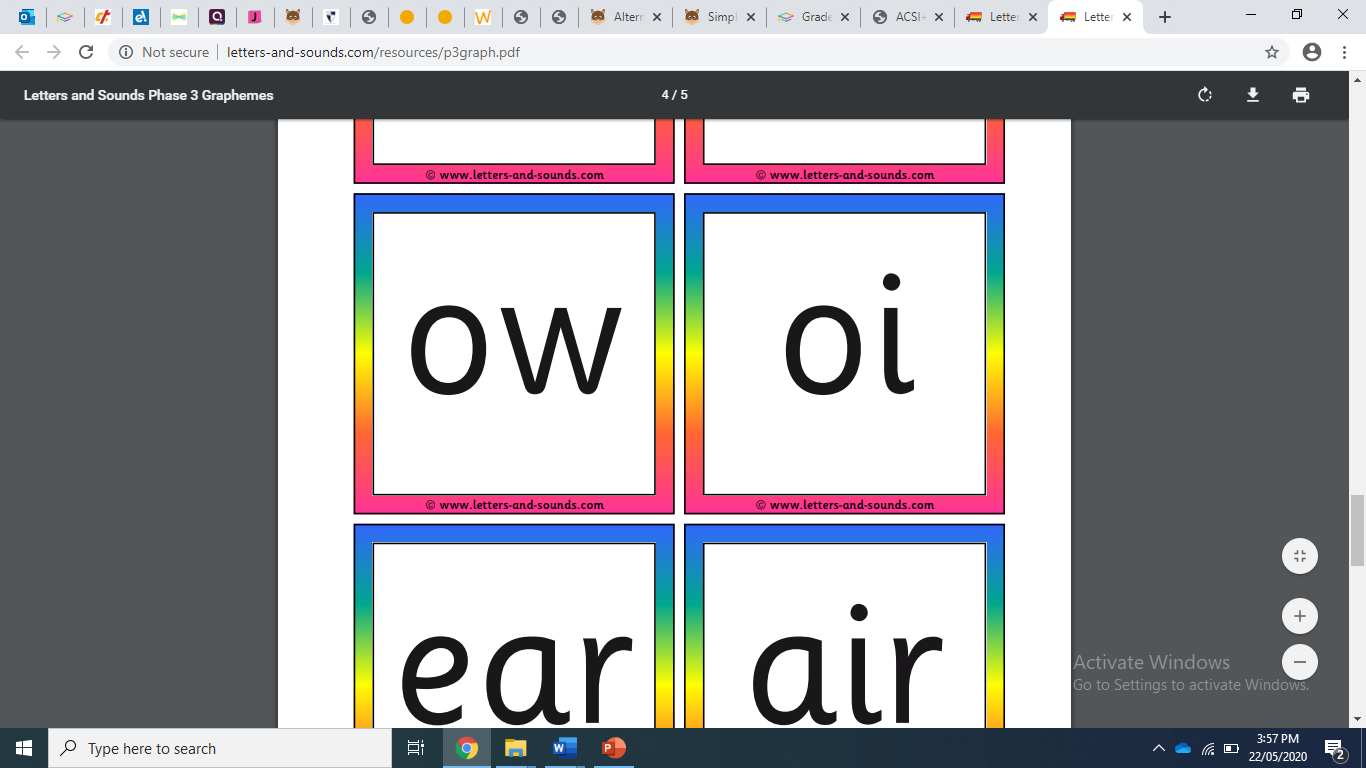 Altern
Simpl
Grade
ACSI-
Letter
Letter
Not secure
letters-and-sounds.com/resources/p3graph.pdf
Letters and Sounds Phase 3 Graphemes
4 / 5
© www.letters-and-sounds.com
© www.letters-and-sounds.com
ow
oi
© www.letters-and-sounds.com
© www.letters-and-sounds.com
ear
air
Activate Windows
Go to Settings to activate Windows.
Type here to search
3:57 PM
22/05/2020
2